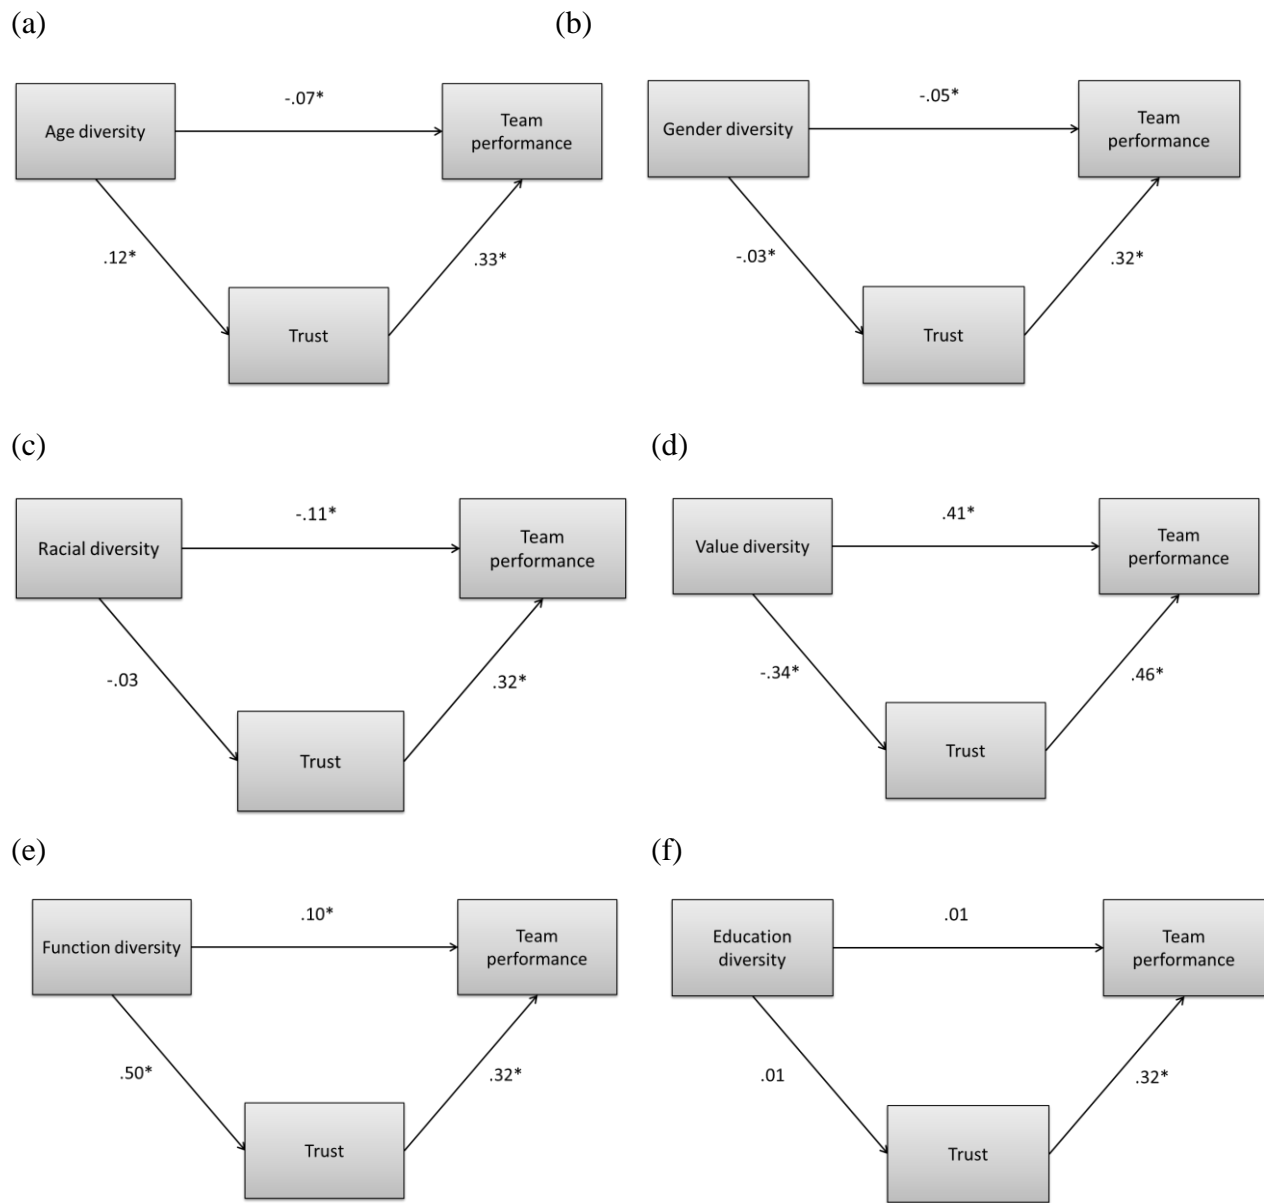 (a)
-.07*
Age diversity
Team
performance
.12*
.33*
Trust
(b)
-.05*
Gender diversity
Team
performance
-.03*
.32*
Trust
(c)
-.11*
Racial diversity
Team
performance
-.03
.32*
Trust
(d)
.41*
Value diversity
Team
performance
-.34*
.46*
Trust
(e)
.10*
Function diversity
Team
performance
.50*
.32*
Trust
(f)
.01
Education
diversity
Team
performance
.01
.32*
Trust